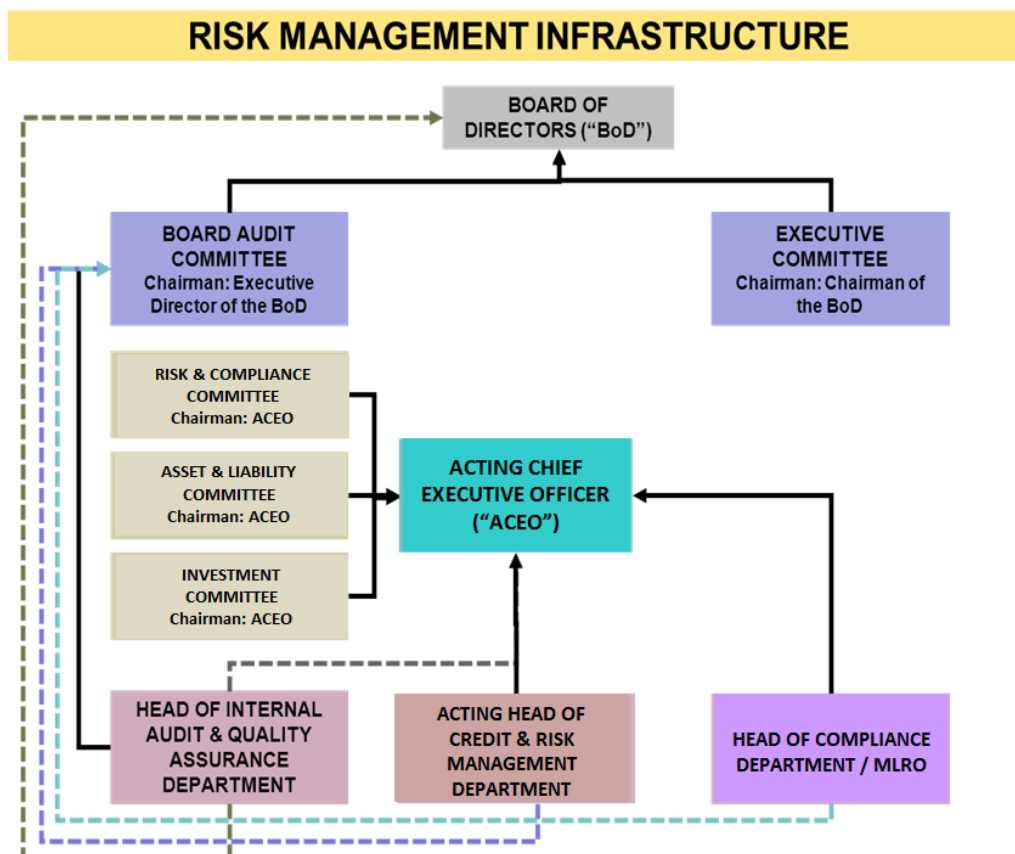 RISK MANAGEMENT INFRASTRUCTURE
BOARD OF
DIRECTORS (“BoD”)
BOARD AUDIT
COMMITTEE
Chairman: Executive
Director of the BoD
EXECUTIVE
COMMITTEE
Chairman: Chairman of
the BoD
RISK & COMPLIANCE
COMMITTEE
Chairman: ACEO
ASSET & LIABILITY
COMMITTEE
Chairman: ACEO
INVESTMENT
COMMITTEE
Chairman: ACEO
ACTING CHIEF
EXECUTIVE OFFICER
(“ACEO”)
HEAD OF INTERNAL
AUDIT & QUALITY
ASSURANCE
DEPARTMENT
ACTING HEAD OF
CREDIT & RISK
MANAGEMENT
DEPARTMENT
HEAD OF COMPLIANCE
DEPARTMENT / MLRO